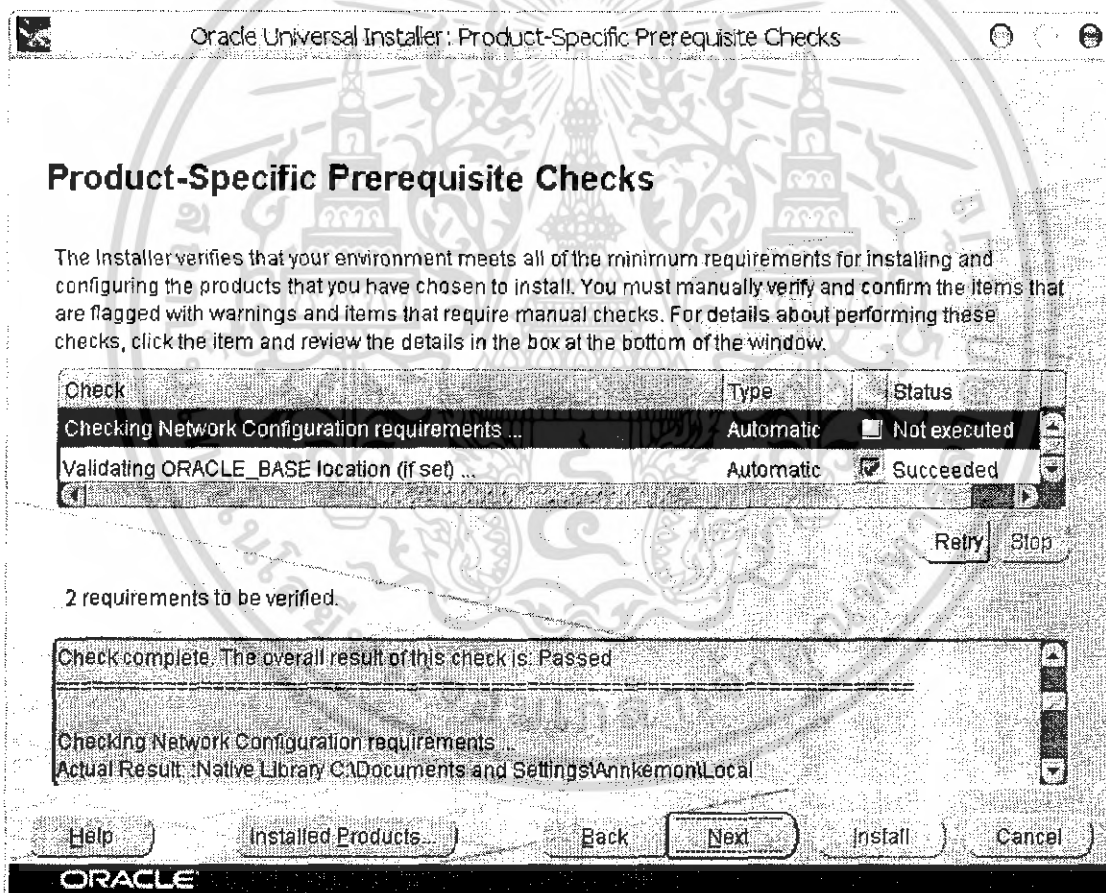 Oracle Universal Installer: Product-Specific Prerequisite Checks
Product-Specific Prerequisite Checks
The Installer verifies that your environment meets all of the minimum requirements for installing and
configuring the products that you have chosen to install. You must manually verify and confirm the items that
are flagged with warnings and items that require manual checks. For details about performing these
checks, click the item and review the details in the box at the bottom of the window.
Check Type Status
Checking Network Configuration requirements ... Automatic Not executed
Validating ORACLE_BASE location (if set) ... Automatic Succeeded
Retry Stop
2 requirements to be verified.
Check complete. The overall result of this check is: Passed
========================================
Checking Network Configuration requirements ...
Actual Result: :Native Library C:\Documents and Settings\Annkemon\Local
Help Installed Products... Back Next Install Cancel
ORACLE